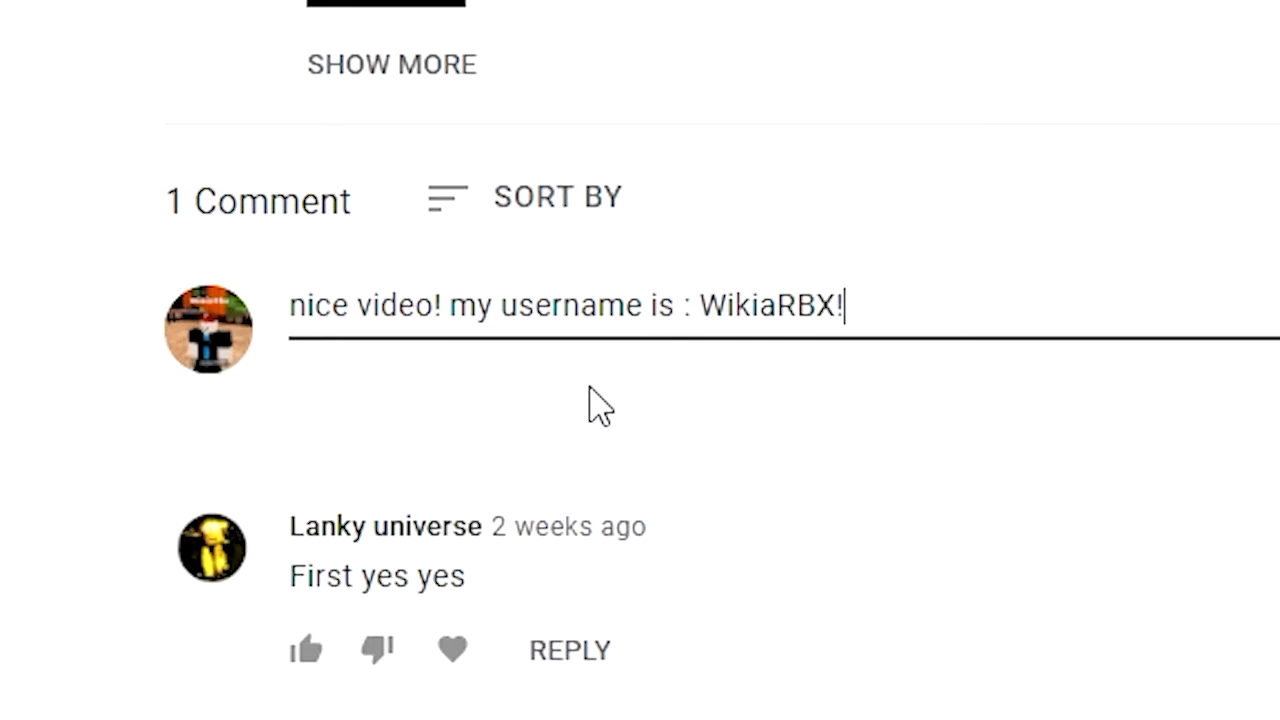 SHOW MORE
1 Comment
SORT BY
nice video! my username is : WikiaRBX!
Lanky universe 2 weeks ago
First yes yes
REPLY